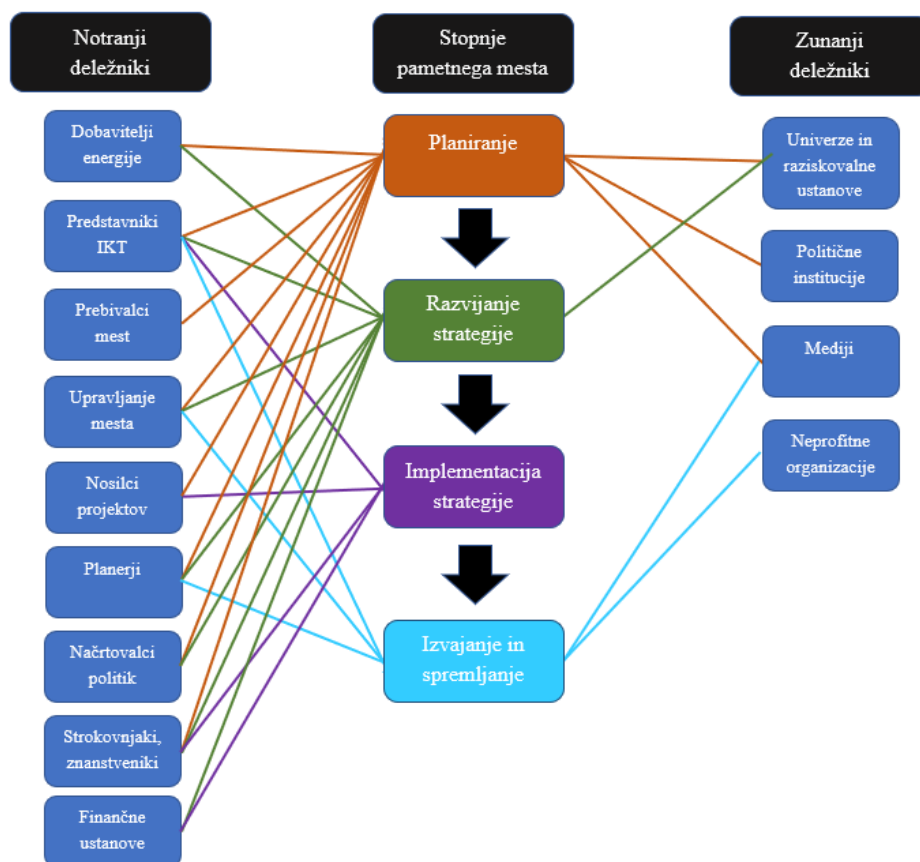 Notranji
deležniki
Stopnje
pametnega mesta
Zunanji
deležniki
Dobavitelji
energije
Predstavniki
IKT
Prebivalci
mest
Upravljanje
mesta
Nosilci
projektov
Planerji
Načrtovalci
politik
Strokovnjaki,
znanstveniki
Finančne
ustanove
Planiranje
Razvijanje
strategije
Implementacija
strategije
Izvajanje in
spremljanje
Univerze in
raziskovalne
ustanove
Politične
institucije
Mediji
Neprofitne
organizacije